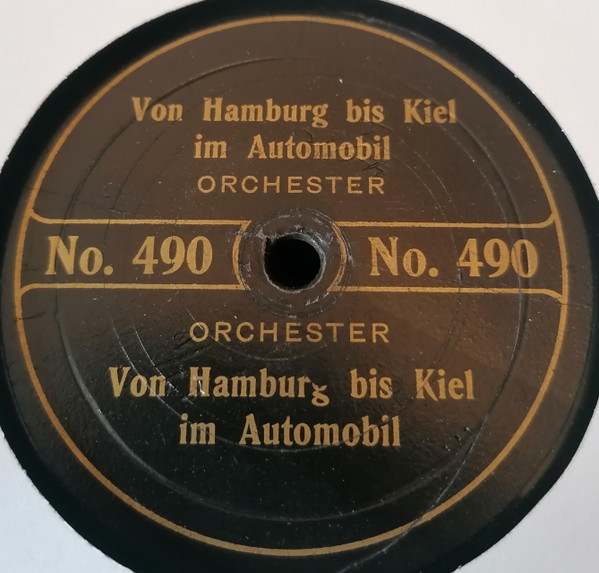 Von Hamburg bis Kiel
im Automobil
ORCHESTER
No. 490 No. 490
ORCHESTER
Von Hamburg bis Kiel
im Automobil